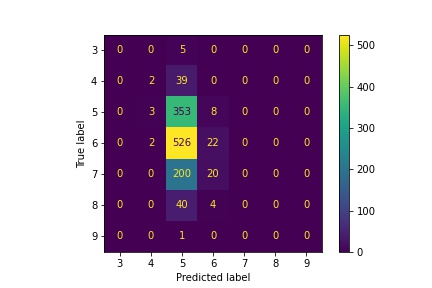 3 0 0 5 0 0 0 0
4 0 2 39 0 0 0 0
5 0 3 353 8 0 0 0
6 0 2 526 22 0 0 0
7 0 0 200 20 0 0 0
8 0 0 40 4 0 0 0
9 0 0 1 0 0 0 0
3 4 5 6 7 8 9
Predicted label
True label
500
400
300
200
100
0